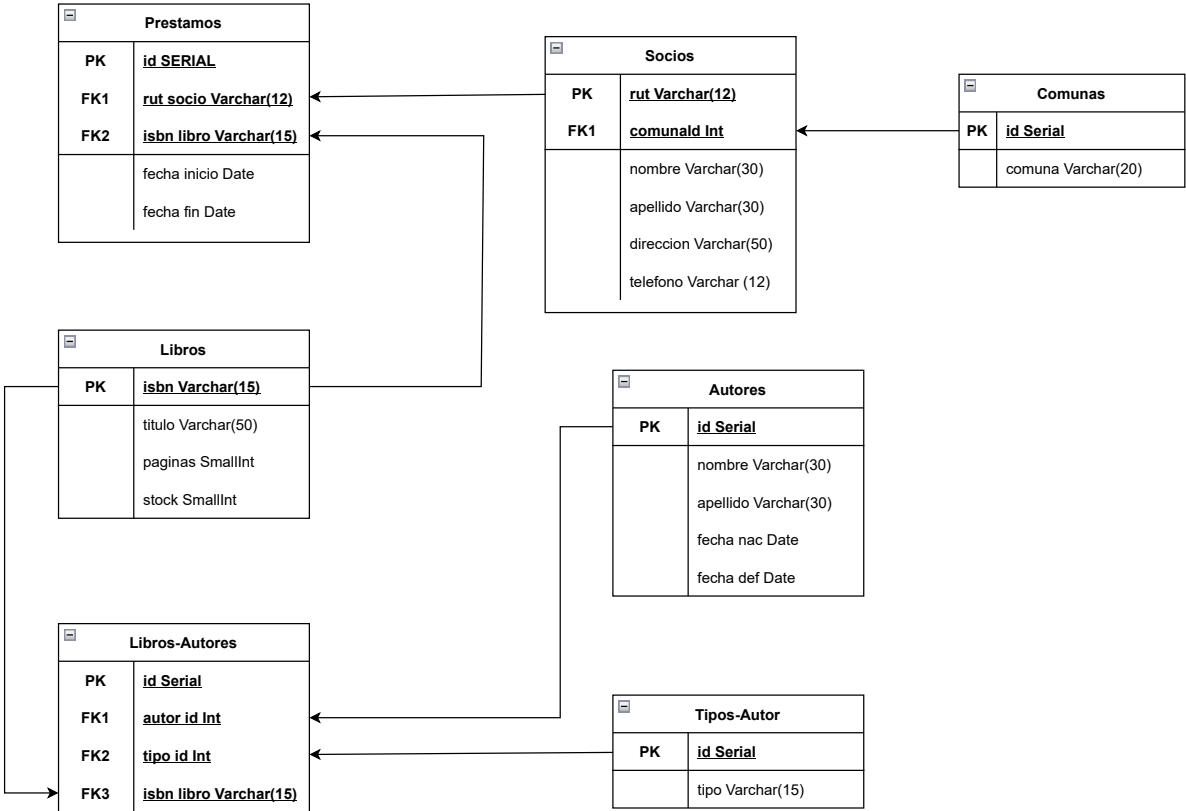 Prestamos
PK id SERIAL
FK1 rut socio Varchar(12)
FK2 isbn libro Varchar(15)
fecha inicio Date
fecha fin Date
Socios
PK rut Varchar(12)
FK1 comunaId Int
nombre Varchar(30)
apellido Varchar(30)
direccion Varchar(50)
telefono Varchar (12)
Comunas
PK id Serial
comuna Varchar(20)
Libros
PK isbn Varchar(15)
titulo Varchar(50)
paginas SmallInt
stock SmallInt
Autores
PK id Serial
nombre Varchar(30)
apellido Varchar(30)
fecha nac Date
fecha def Date
Libros-Autores
PK id Serial
FK1 autor id Int
FK2 tipo id Int
FK3 isbn libro Varchar(15)
Tipos-Autor
PK id Serial
tipo Varchar(15)